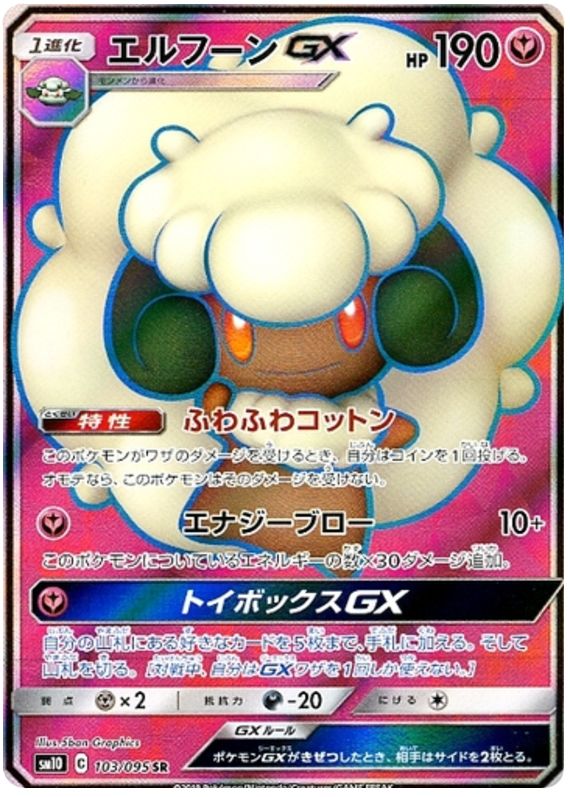 1進化 エルフーンGX HP190
モンメンから進化
とくせい
特性 ふわふわコットン
このポケモンがワザのダメージを受けるとき、自分はコインを1回投げる。
オモテなら、このポケモンはそのダメージを受けない。
エナジーブロー 10+
このポケモンについているエネルギーの数×30ダメージ追加。
トイボックスGX
自分の山札にある好きなカードを5枚まで、手札に加える。そして
山札を切る。[対戦中、自分はGXワザを1回しか使えない。]
弱点 ×2 抵抗力 -20 にげる
Illus. 5ban Graphics
GXルール
SM10 C 103/095 SR
ポケモンGXがきぜつしたとき、相手はサイドを2枚とる。
©2019 Pokémon/Nintendo/Creatures/GAME FREAK